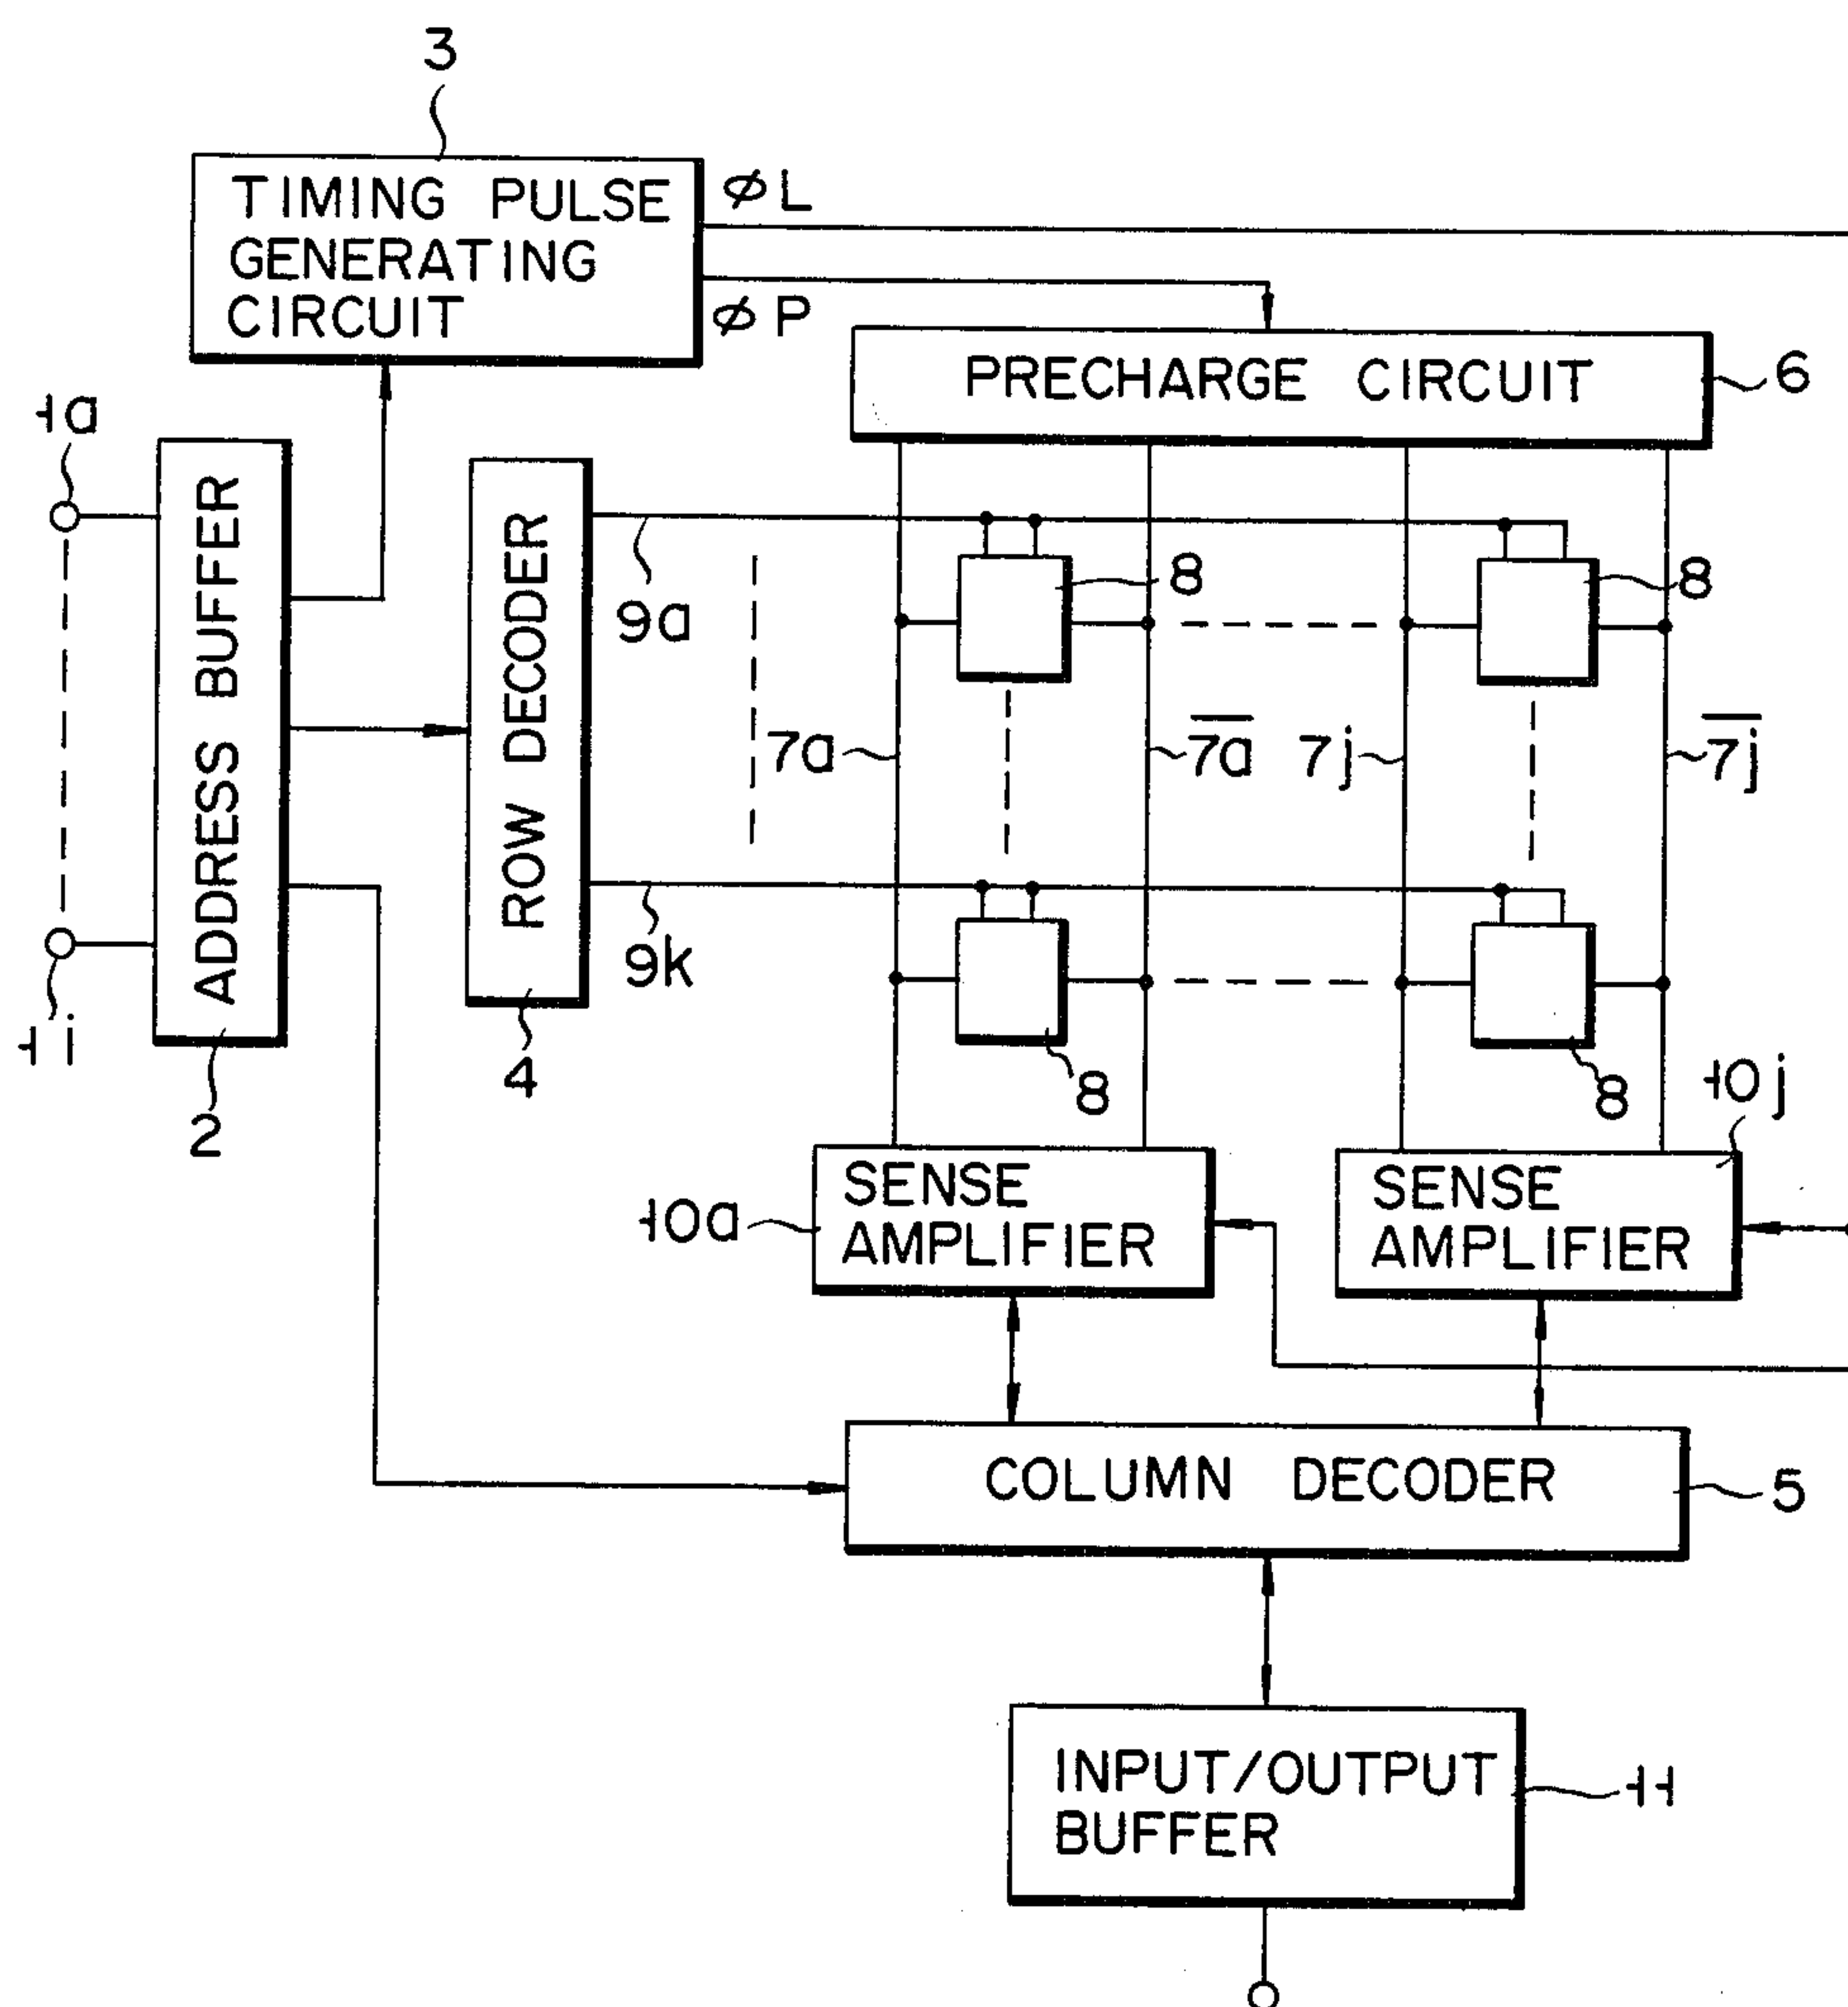 3
TIMING PULSE
GENERATING
CIRCUIT
øL
øP
PRECHARGE CIRCUIT
6
1a
ADDRESS BUFFER
ROW DECODER
9a
8
8
7a
7a̅
7j
7j̅
9k
1i
2
4
8
8
10j
10a
SENSE
AMPLIFIER
SENSE
AMPLIFIER
COLUMN DECODER
5
INPUT/OUTPUT
BUFFER
11